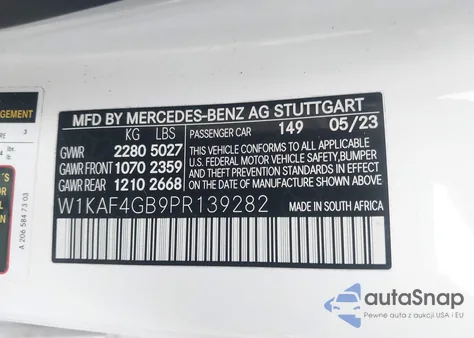 MFD BY MERCEDES-BENZ AG STUTTGART
KG LBS
GVWR 2280 5027
GAWR FRONT 1070 2359
GAWR REAR 1210 2668
PASSENGER CAR 149 05/23
THIS VEHICLE CONFORMS TO ALL APPLICABLE
U.S. FEDERAL MOTOR VEHICLE SAFETY, BUMPER
AND THEFT PREVENTION STANDARDS IN EFFECT
ON THE DATE OF MANUFACTURE SHOWN ABOVE.
W1KAF4GB9PR139282
MADE IN SOUTH AFRICA
A 206 584 73 03
autoSnap
Pewne auta z USA i EU